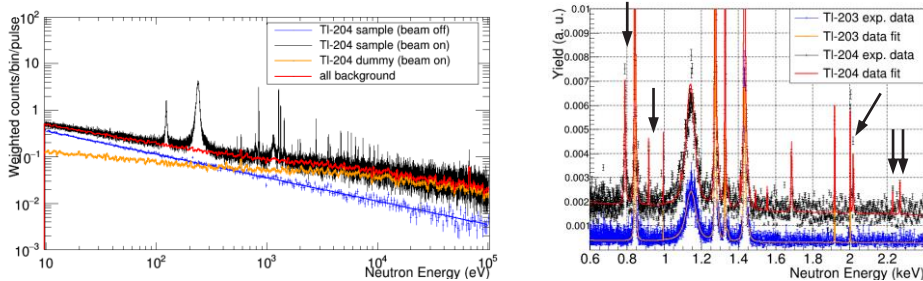 Weighted counts/bin/pulse
10²
10
1
10⁻¹
10⁻²
10⁻³
Tl-204 sample (beam off)
Tl-204 sample (beam on)
Tl-204 dummy (beam on)
all background
10 10² 10³ 10⁴ 10⁵
Neutron Energy (eV)
Yield (a. u.)
0.01
0.009
0.008
0.007
0.006
0.005
0.004
0.003
0.002
0.001
Tl-203 exp. data
Tl-203 data fit
Tl-204 exp. data
Tl-204 data fit
0.6 0.8 1 1.2 1.4 1.6 1.8 2 2.2 2.4
Neutron Energy (keV)